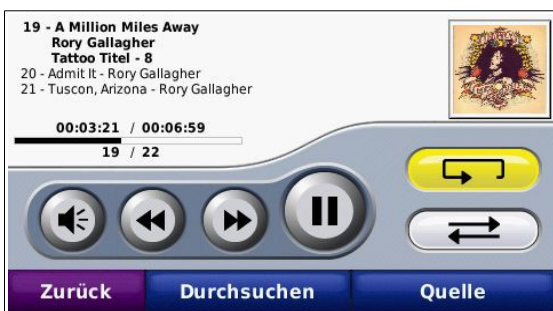 19 - A Million Miles Away
Rory Gallagher
Tattoo Titel - 8
20 - Admit It - Rory Gallagher
21 - Tuscon, Arizona - Rory Gallagher
00:03:21 / 00:06:59
19 / 22
Zurück
Durchsuchen
Quelle